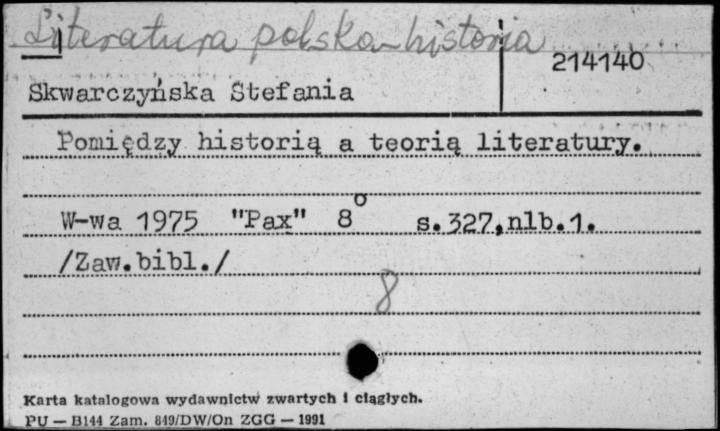 Literatura polska-historia
214140
Skwarczyńska Stefania
Pomiędzy historią a teorią literatury.
W-wa 1975 "Pax" 8° s.327,nlb.1.
/Zaw.bibl./
8
Karta katalogowa wydawnictw zwartych i ciągłych.
PU — B144 Zam. 849/DW/On ZGG — 1991